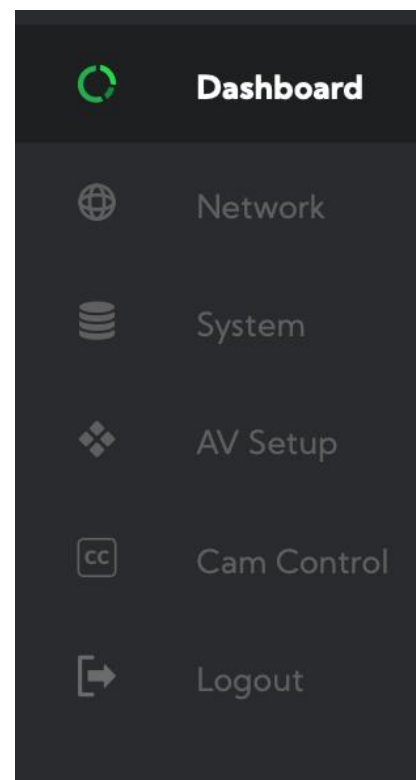 Dashboard
Network
System
AV Setup
CC Cam Control
Logout